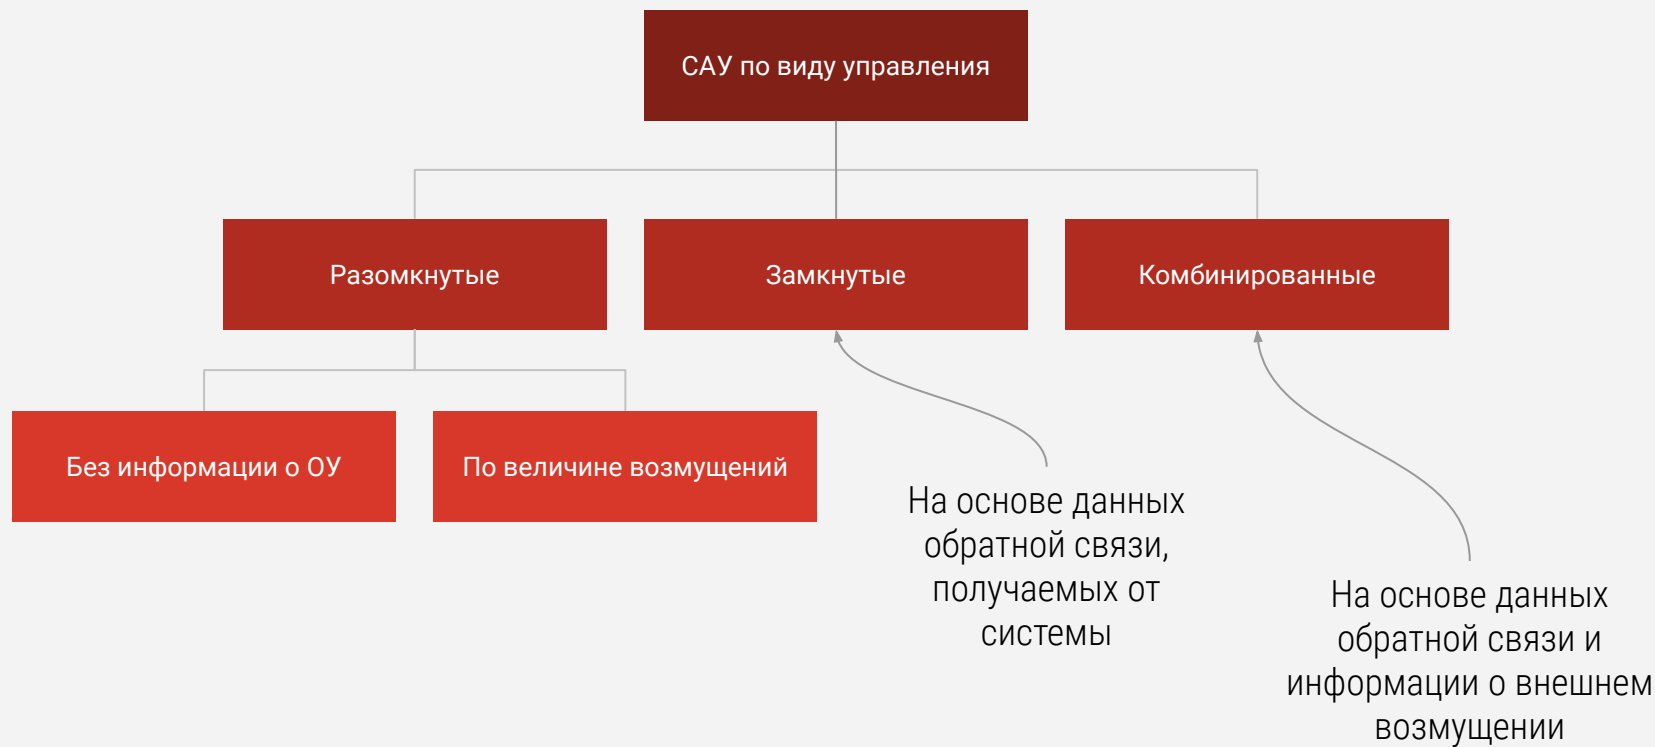 САУ по виду управления
Разомкнутые
Замкнутые
Комбинированные
Без информации о ОУ
По величине возмущений
На основе данных
обратной связи,
получаемых от
системы
На основе данных
обратной связи и
информации о внешнем
возмущении